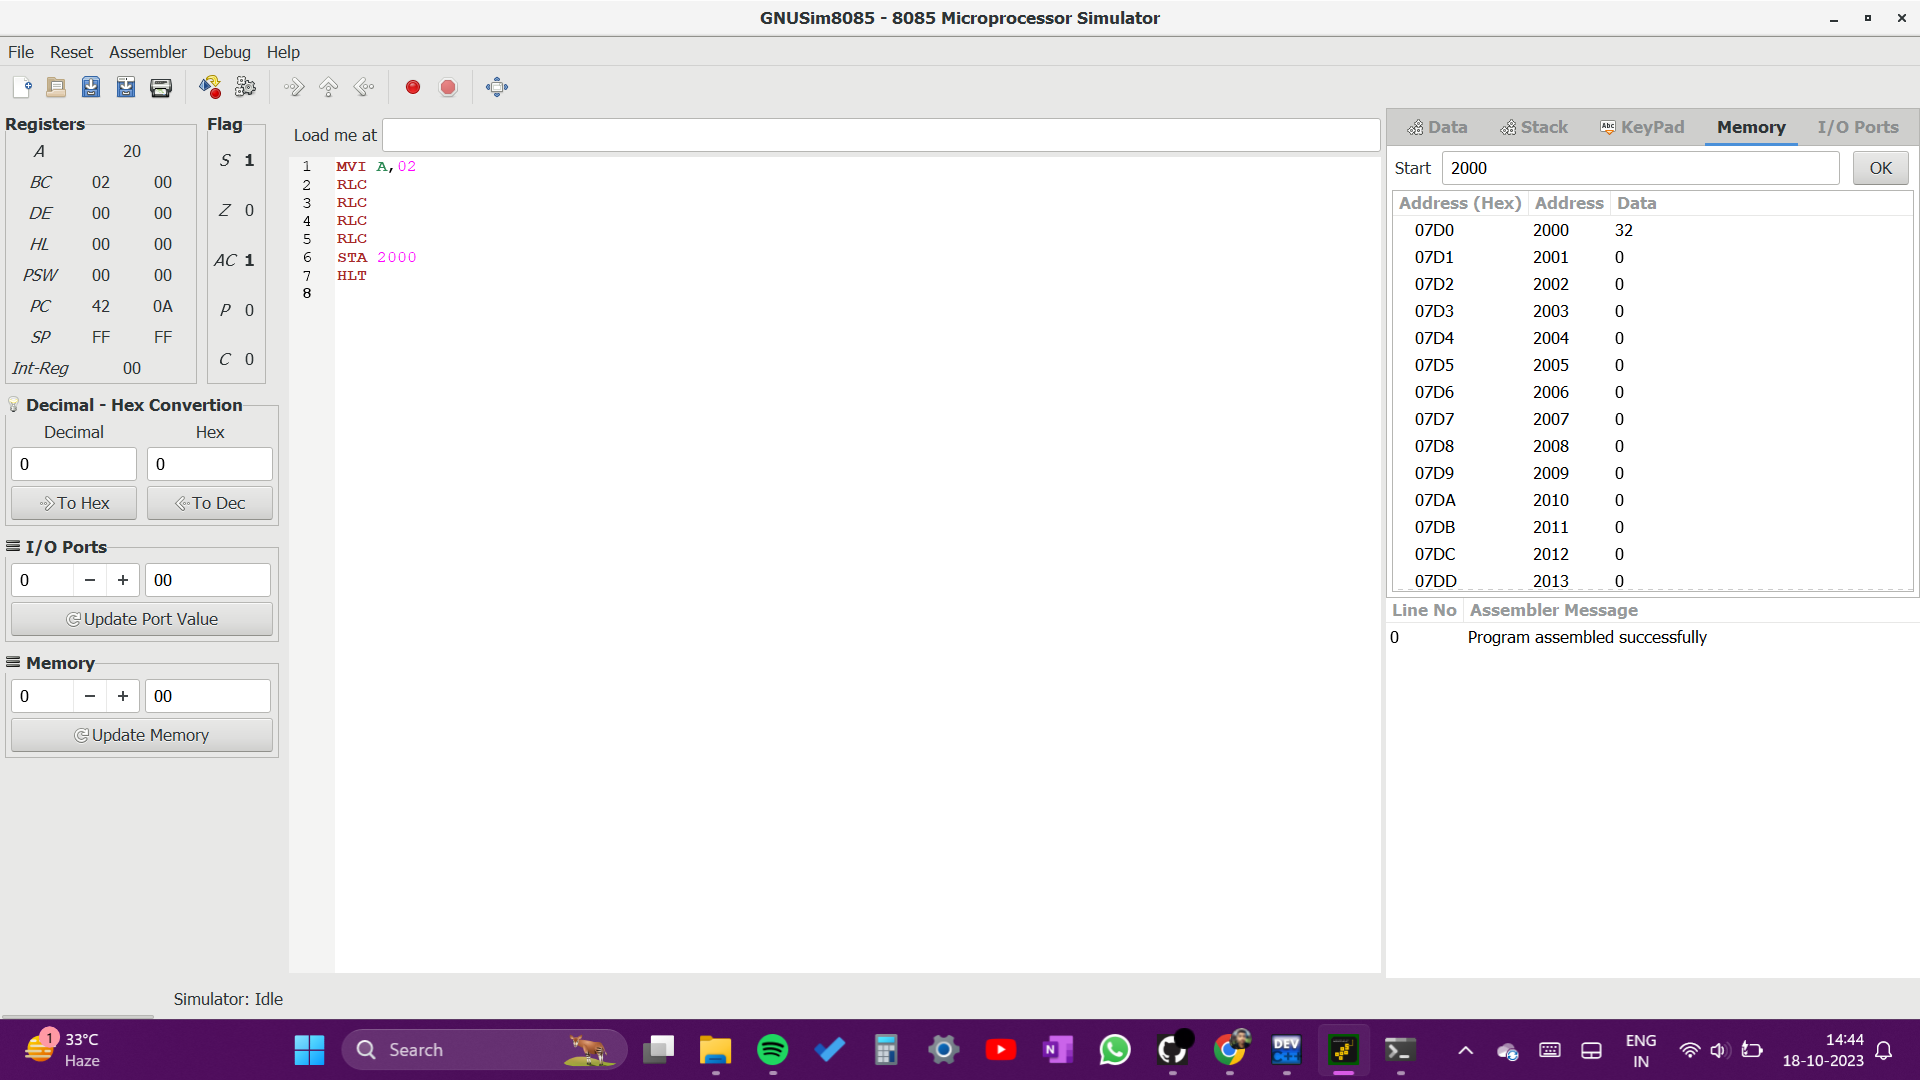 GNUSim8085 - 8085 Microprocessor Simulator
File Reset Assembler Debug Help
Registers
A 20
BC 02 00
DE 00 00
HL 00 00
PSW 00 00
PC 42 0A
SP FF FF
Int-Reg 00
Flag
S 1
Z 0
AC 1
P 0
C 0
Decimal - Hex Convertion
Decimal Hex
0 0
To Hex To Dec
I/O Ports
0 − + 00
Update Port Value
Memory
0 − + 00
Update Memory
Load me at
1 MVI A,02
2 RLC
3 RLC
4 RLC
5 RLC
6 STA 2000
7 HLT
8
Data Stack Abc KeyPad Memory I/O Ports
Start 2000 OK
Address (Hex) Address Data
07D0 2000 32
07D1 2001 0
07D2 2002 0
07D3 2003 0
07D4 2004 0
07D5 2005 0
07D6 2006 0
07D7 2007 0
07D8 2008 0
07D9 2009 0
07DA 2010 0
07DB 2011 0
07DC 2012 0
07DD 2013 0
Line No Assembler Message
0 Program assembled successfully
Simulator: Idle
1 33°C
Haze
Search
N
DEV
C++
ENG
IN
14:44
18-10-2023